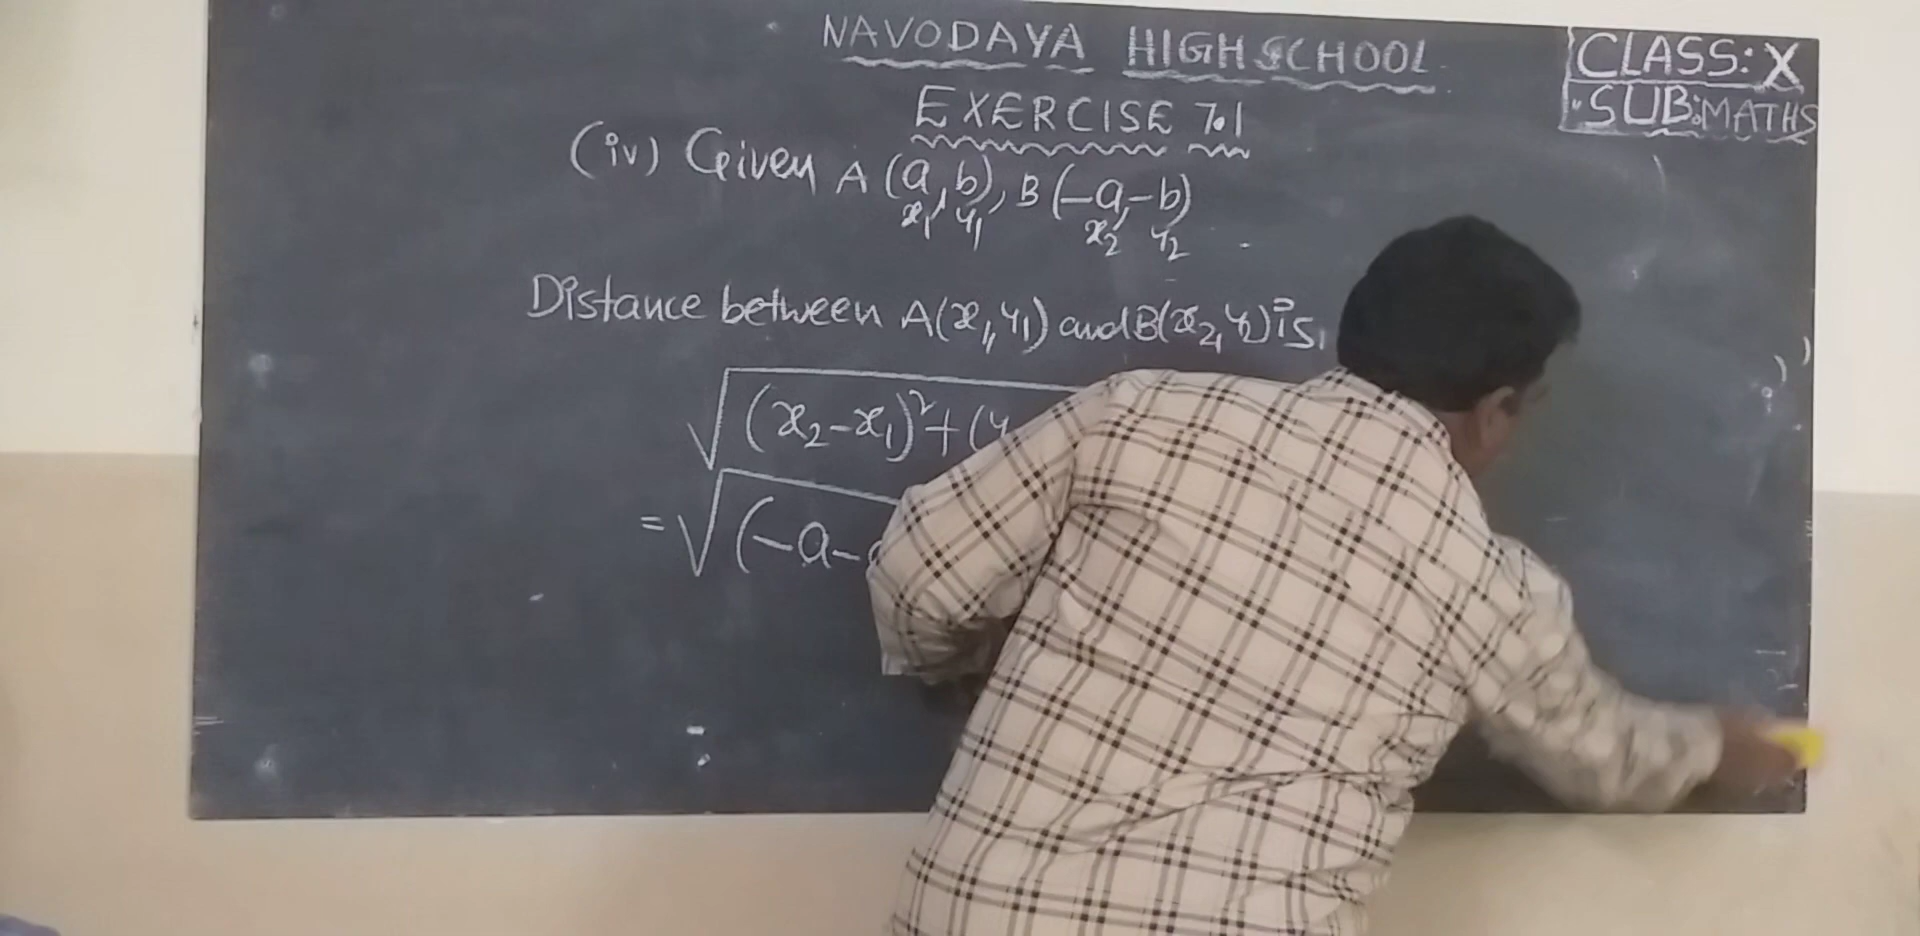 NAVODAYA HIGH SCHOOL
CLASS: X
SUB: MATHS
EXERCISE 7.1
(iv) Given A (a, b), B (-a, -b)
x₁ y₁ x₂ y₂
Distance between A(x₁, y₁) and B(x₂, y₂) is,
√(x₂-x₁)²+(y
= √(-a-